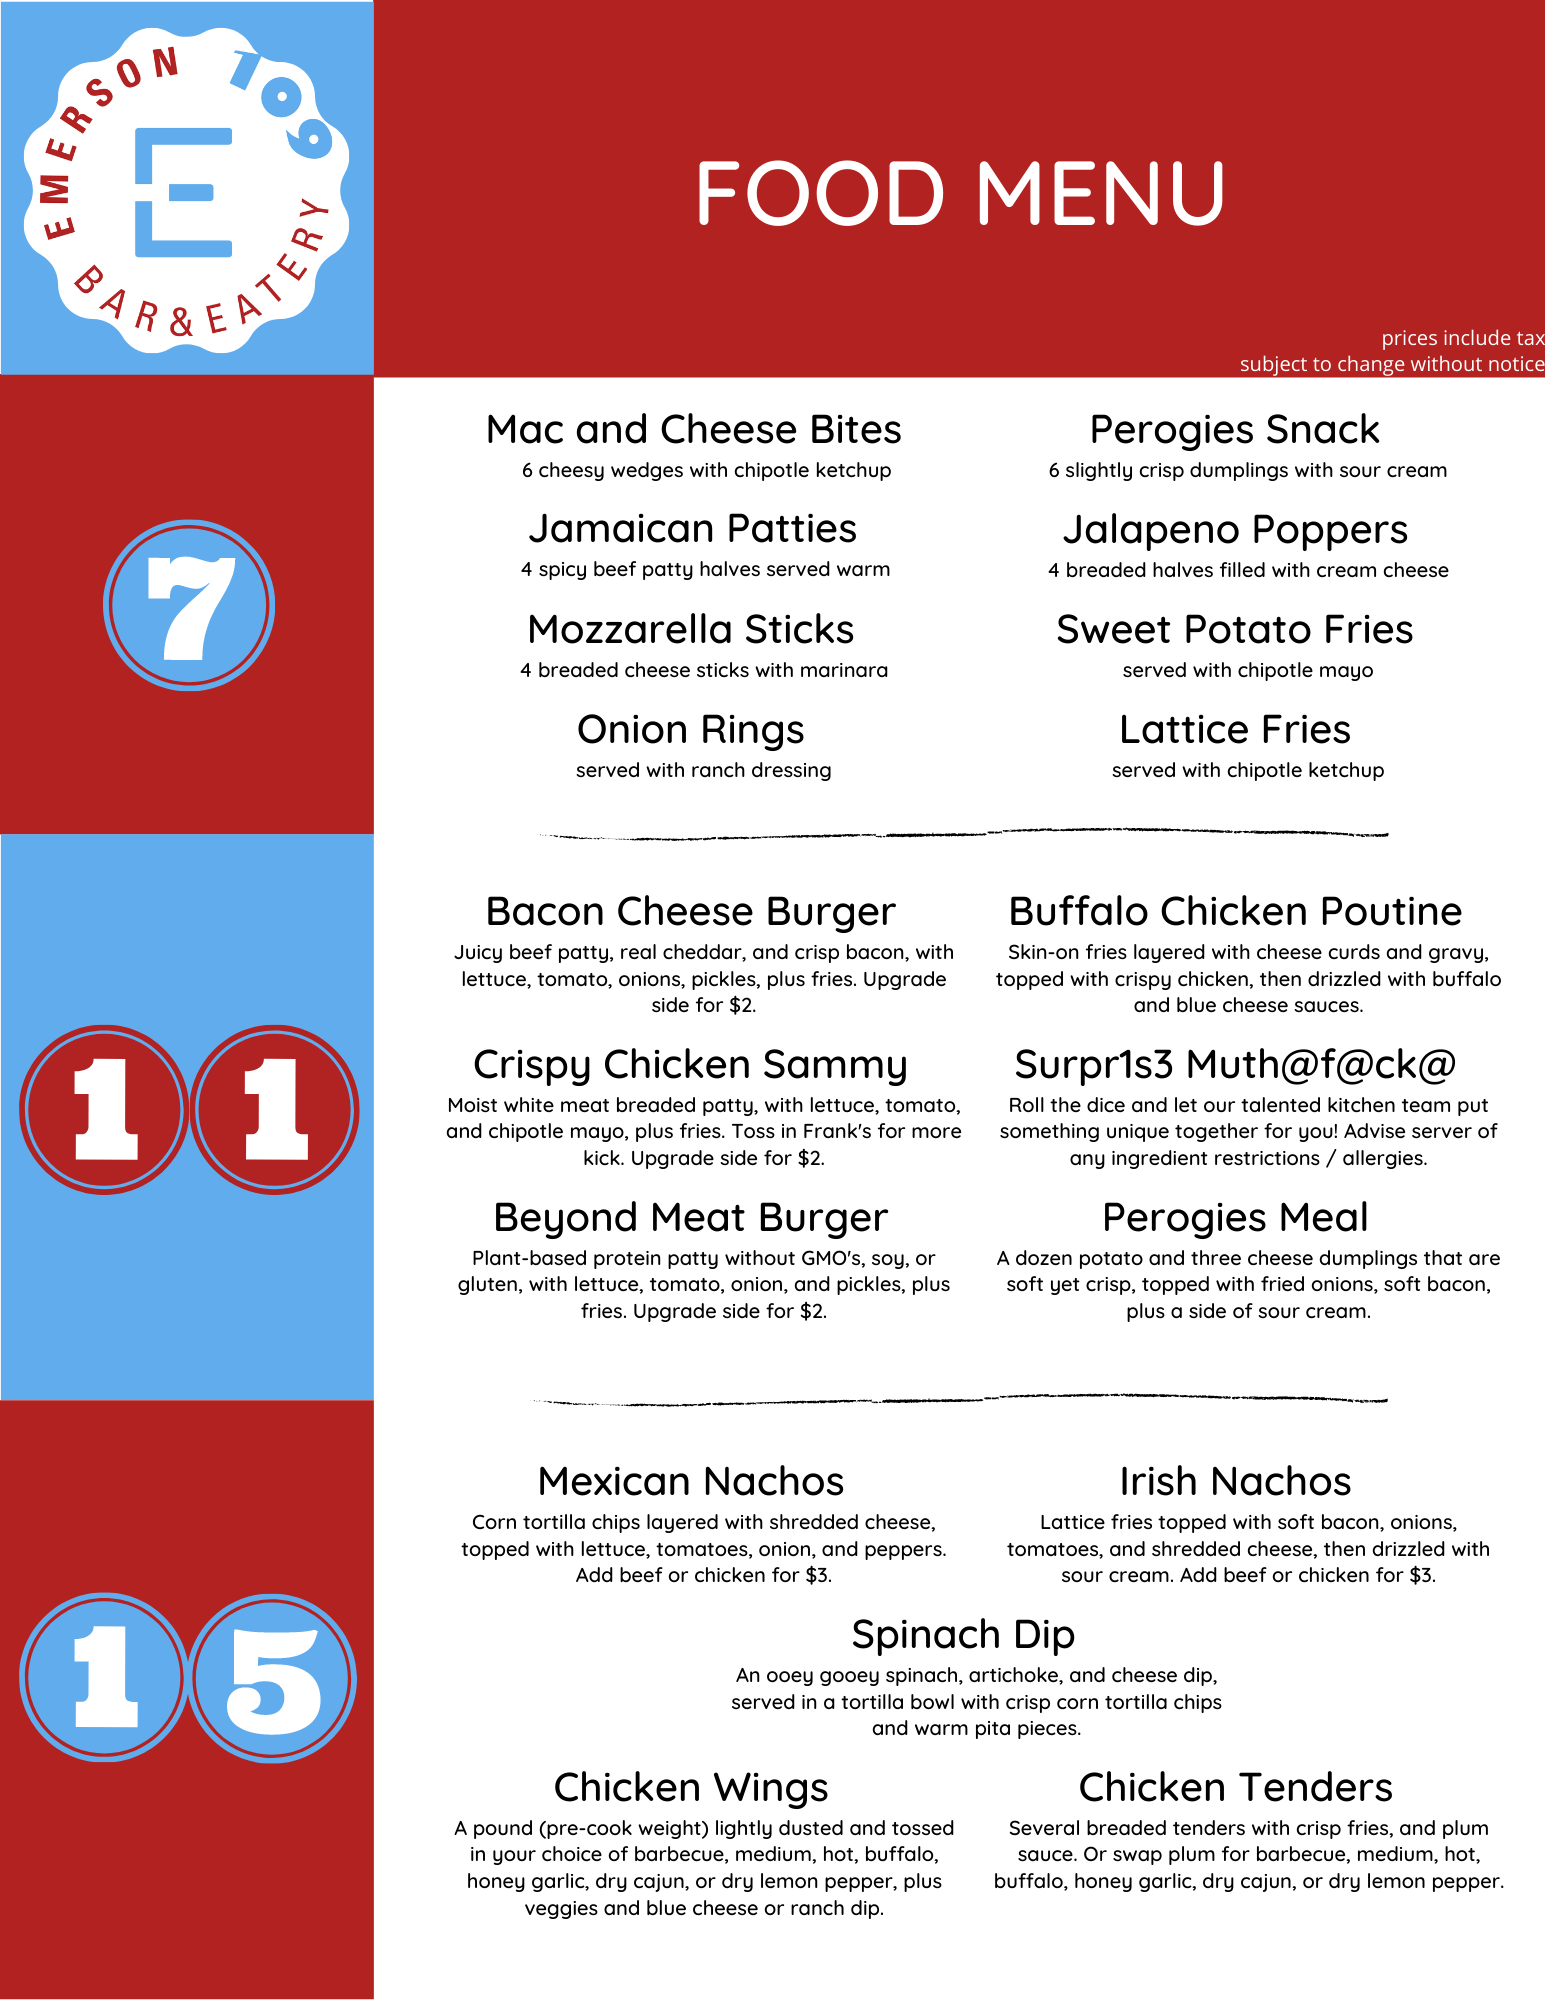 EMERSON 109
E
BAR&EATERY
FOOD MENU
prices include tax
subject to change without notice
7
Mac and Cheese Bites
6 cheesy wedges with chipotle ketchup
Perogies Snack
6 slightly crisp dumplings with sour cream
Jamaican Patties
4 spicy beef patty halves served warm
Jalapeno Poppers
4 breaded halves filled with cream cheese
Mozzarella Sticks
4 breaded cheese sticks with marinara
Sweet Potato Fries
served with chipotle mayo
Onion Rings
served with ranch dressing
Lattice Fries
served with chipotle ketchup
11
Bacon Cheese Burger
Juicy beef patty, real cheddar, and crisp bacon, with
lettuce, tomato, onions, pickles, plus fries. Upgrade
side for $2.
Buffalo Chicken Poutine
Skin-on fries layered with cheese curds and gravy,
topped with crispy chicken, then drizzled with buffalo
and blue cheese sauces.
Crispy Chicken Sammy
Moist white meat breaded patty, with lettuce, tomato,
and chipotle mayo, plus fries. Toss in Frank's for more
kick. Upgrade side for $2.
Surpr1s3 Muth@f@ck@
Roll the dice and let our talented kitchen team put
something unique together for you! Advise server of
any ingredient restrictions / allergies.
Beyond Meat Burger
Plant-based protein patty without GMO's, soy, or
gluten, with lettuce, tomato, onion, and pickles, plus
fries. Upgrade side for $2.
Perogies Meal
A dozen potato and three cheese dumplings that are
soft yet crisp, topped with fried onions, soft bacon,
plus a side of sour cream.
15
Mexican Nachos
Corn tortilla chips layered with shredded cheese,
topped with lettuce, tomatoes, onion, and peppers.
Add beef or chicken for $3.
Irish Nachos
Lattice fries topped with soft bacon, onions,
tomatoes, and shredded cheese, then drizzled with
sour cream. Add beef or chicken for $3.
Spinach Dip
An ooey gooey spinach, artichoke, and cheese dip,
served in a tortilla bowl with crisp corn tortilla chips
and warm pita pieces.
Chicken Wings
A pound (pre-cook weight) lightly dusted and tossed
in your choice of barbecue, medium, hot, buffalo,
honey garlic, dry cajun, or dry lemon pepper, plus
veggies and blue cheese or ranch dip.
Chicken Tenders
Several breaded tenders with crisp fries, and plum
sauce. Or swap plum for barbecue, medium, hot,
buffalo, honey garlic, dry cajun, or dry lemon pepper.